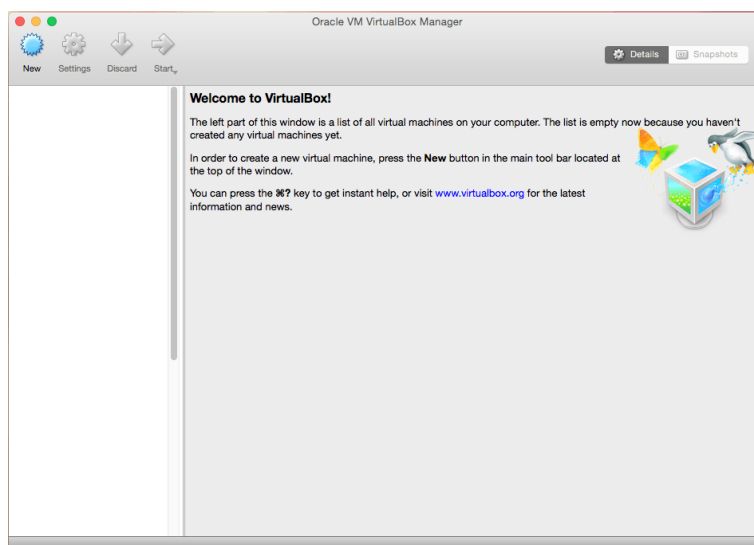 Oracle VM VirtualBox Manager
New Settings Discard Start
Details Snapshots
Welcome to VirtualBox!
The left part of this window is a list of all virtual machines on your computer. The list is empty now because you haven't
created any virtual machines yet.
In order to create a new virtual machine, press the New button in the main tool bar located at
the top of the window.
You can press the ⌘? key to get instant help, or visit www.virtualbox.org for the latest
information and news.